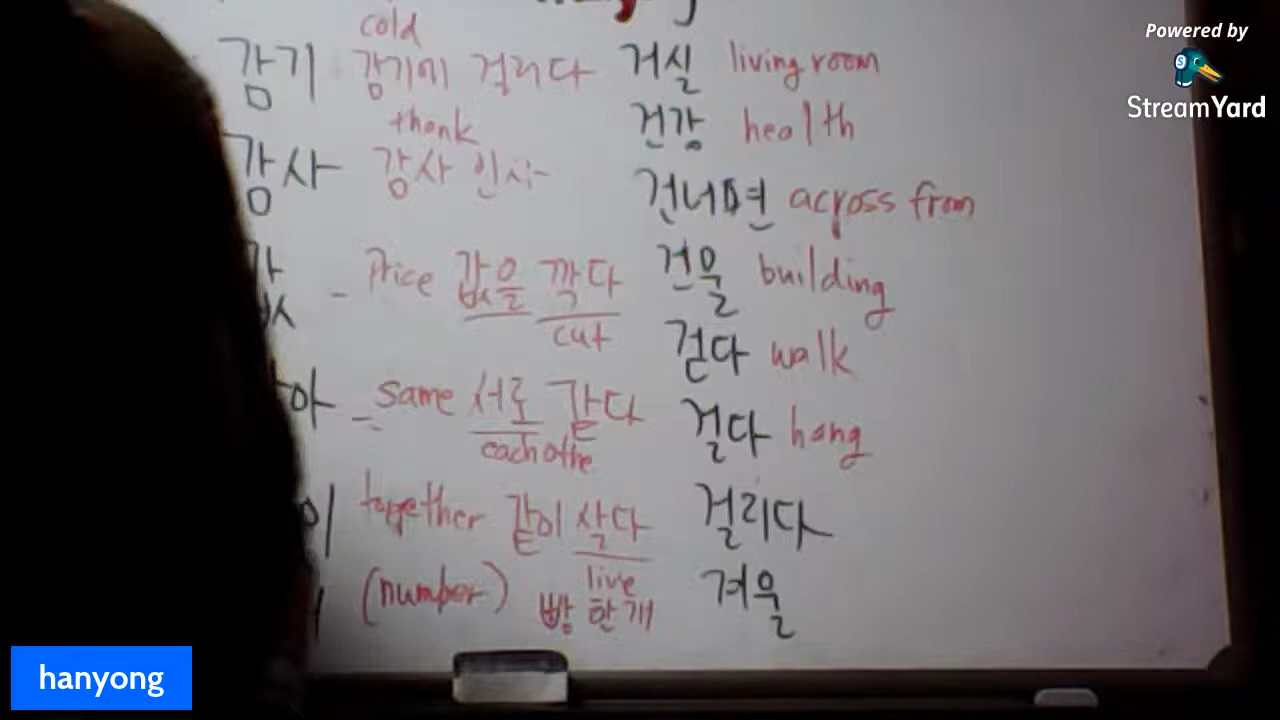 cold
감기 감기에 걸리다 거실 living room
thank
건강 health
감사 감사 인사
건너편 across from
- Price 값을 깍다 건물 building
cut
걷다 walk
- same 서로 같다 걸다 hang
each othe
together 같이 살다 걸리다
live
(number) 빵 한 개 겨울
Powered by
StreamYard
hanyong